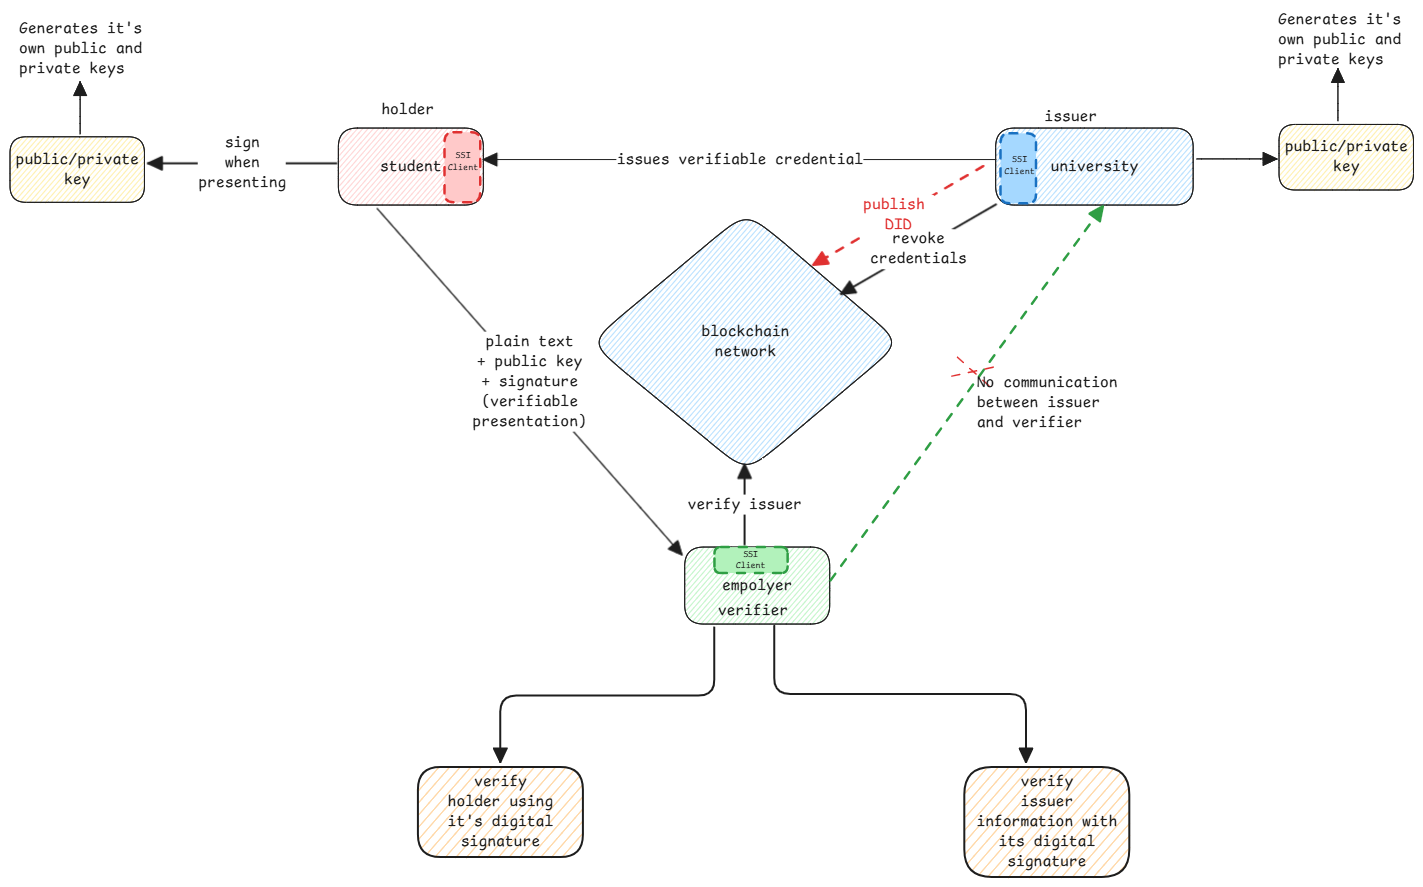 Generates it's
own public and
private keys
Generates it's
own public and
private keys
holder
issuer
public/private
key
sign
when
presenting
student
SSI
Client
issues verifiable credential
SSI
Client
university
public/private
key
publish
DID
revoke
credentials
blockchain
network
plain text
+ public key
+ signature
(verifiable
presentation)
No communication
between issuer
and verifier
verify issuer
SSI
Client
empolyer
verifier
verify
holder using
it's digital
signature
verify
issuer
information with
its digital
signature